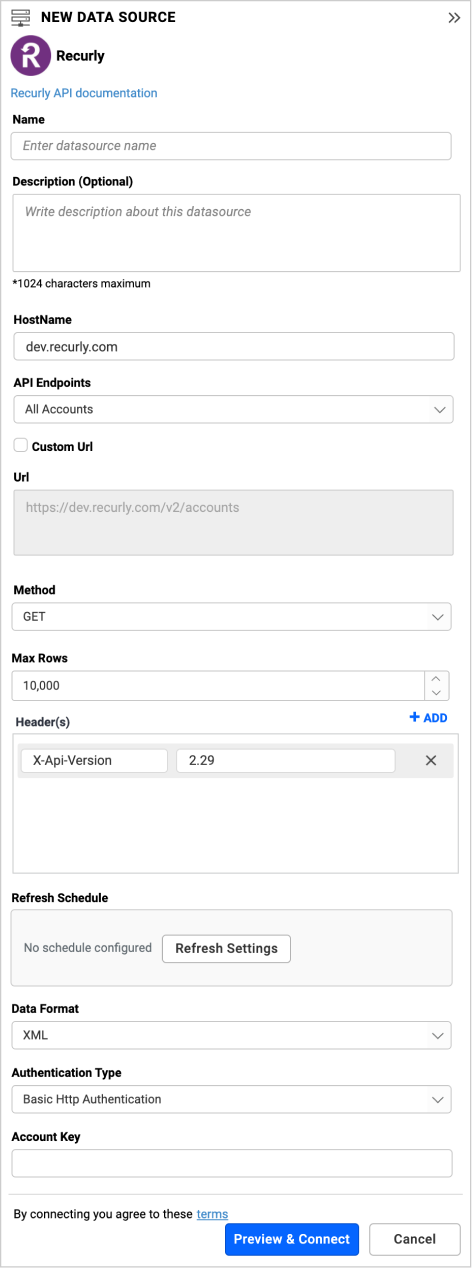 NEW DATA SOURCE
R Recurly
Recurly API documentation
Name
Enter datasource name
Description (Optional)
Write description about this datasource
*1024 characters maximum
HostName
dev.recurly.com
API Endpoints
All Accounts
Custom Url
Url
https://dev.recurly.com/v2/accounts
Method
GET
Max Rows
10,000
Header(s) + ADD
X-Api-Version 2.29
Refresh Schedule
No schedule configured Refresh Settings
Data Format
XML
Authentication Type
Basic Http Authentication
Account Key
By connecting you agree to these terms
Preview & Connect Cancel